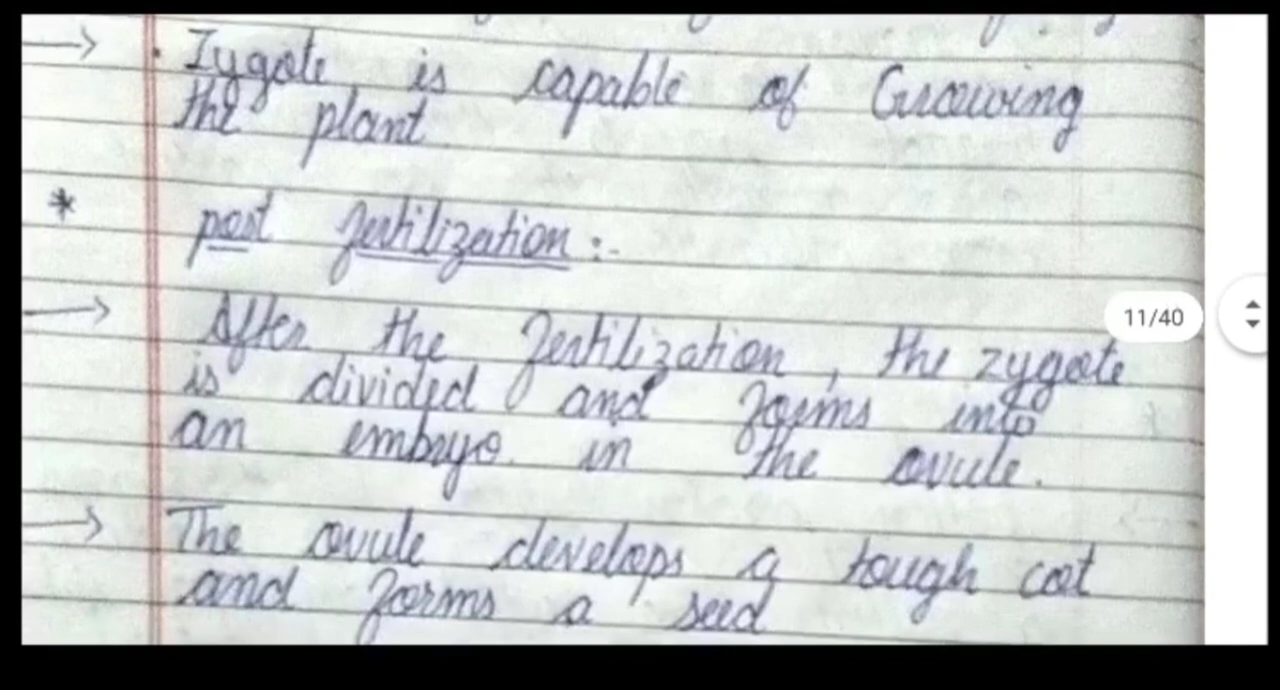 → . Zygote is capable of Growing
the plant
* post fertilization :-
→ After the fertilization, the zygote
is divided and forms into
an embryo in the ovule.
→ The ovule develops a tough cot
and forms a seed
11/40